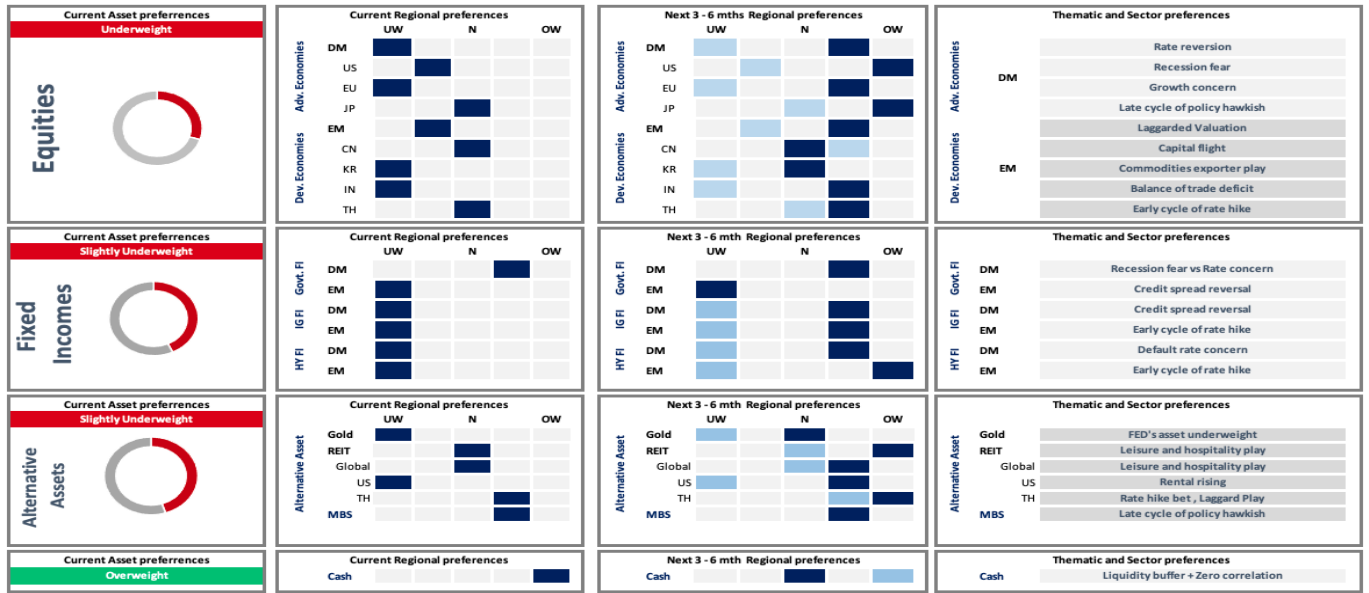 Current Asset preferrences
Underweight
Equities
Current Regional preferences
UW N OW
Adv. Economies
DM
US
EU
JP
Dev. Economies
EM
CN
KR
IN
TH
Next 3 - 6 mths Regional preferences
UW N OW
Adv. Economies
DM
US
EU
JP
Dev. Economies
EM
CN
KR
IN
TH
Thematic and Sector preferences
Adv. Economies
DM
Rate reversion
Recession fear
Growth concern
Late cycle of policy hawkish
Dev. Economies
EM
Laggarded Valuation
Capital flight
Commodities exporter play
Balance of trade deficit
Early cycle of rate hike
Current Asset preferrences
Slightly Underweight
Fixed
Incomes
Current Regional preferences
UW N OW
Govt. FI
DM
EM
IG FI
DM
EM
HY FI
DM
EM
Next 3 - 6 mth Regional preferences
UW N OW
Govt. FI
DM
EM
IG FI
DM
EM
HY FI
DM
EM
Thematic and Sector preferences
Govt. FI
DM Recession fear vs Rate concern
EM Credit spread reversal
IG FI
DM Credit spread reversal
EM Early cycle of rate hike
HY FI
DM Default rate concern
EM Early cycle of rate hike
Current Asset preferrences
Slightly Underweight
Alternative
Assets
Current Regional preferences
UW N OW
Alternative Asset
Gold
REIT
Global
US
TH
MBS
Next 3 - 6 mth Regional preferences
UW N OW
Alternative Asset
Gold
REIT
Global
US
TH
MBS
Thematic and Sector preferences
Alternative Asset
Gold FED's asset underweight
REIT Leisure and hospitality play
Global Leisure and hospitality play
US Rental rising
TH Rate hike bet , Laggard Play
MBS Late cycle of policy hawkish
Current Asset preferrences
Overweight
Current Regional preferences
Cash
Next 3 - 6 mth Regional preferences
Cash
Thematic and Sector preferences
Cash Liquidity buffer + Zero correlation